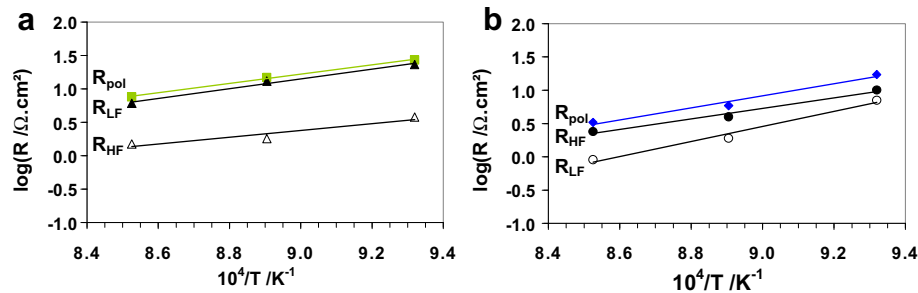 a
log(R /Ω.cm²)
2.0
1.5
1.0
0.5
0.0
-0.5
-1.0
R_pol
R_LF
R_HF
8.4 8.6 8.8 9.0 9.2 9.4
10⁴/T /K⁻¹
b
log(R /Ω.cm²)
2.0
1.5
1.0
0.5
0.0
-0.5
-1.0
R_pol
R_HF
R_LF
8.4 8.6 8.8 9.0 9.2 9.4
10⁴/T /K⁻¹